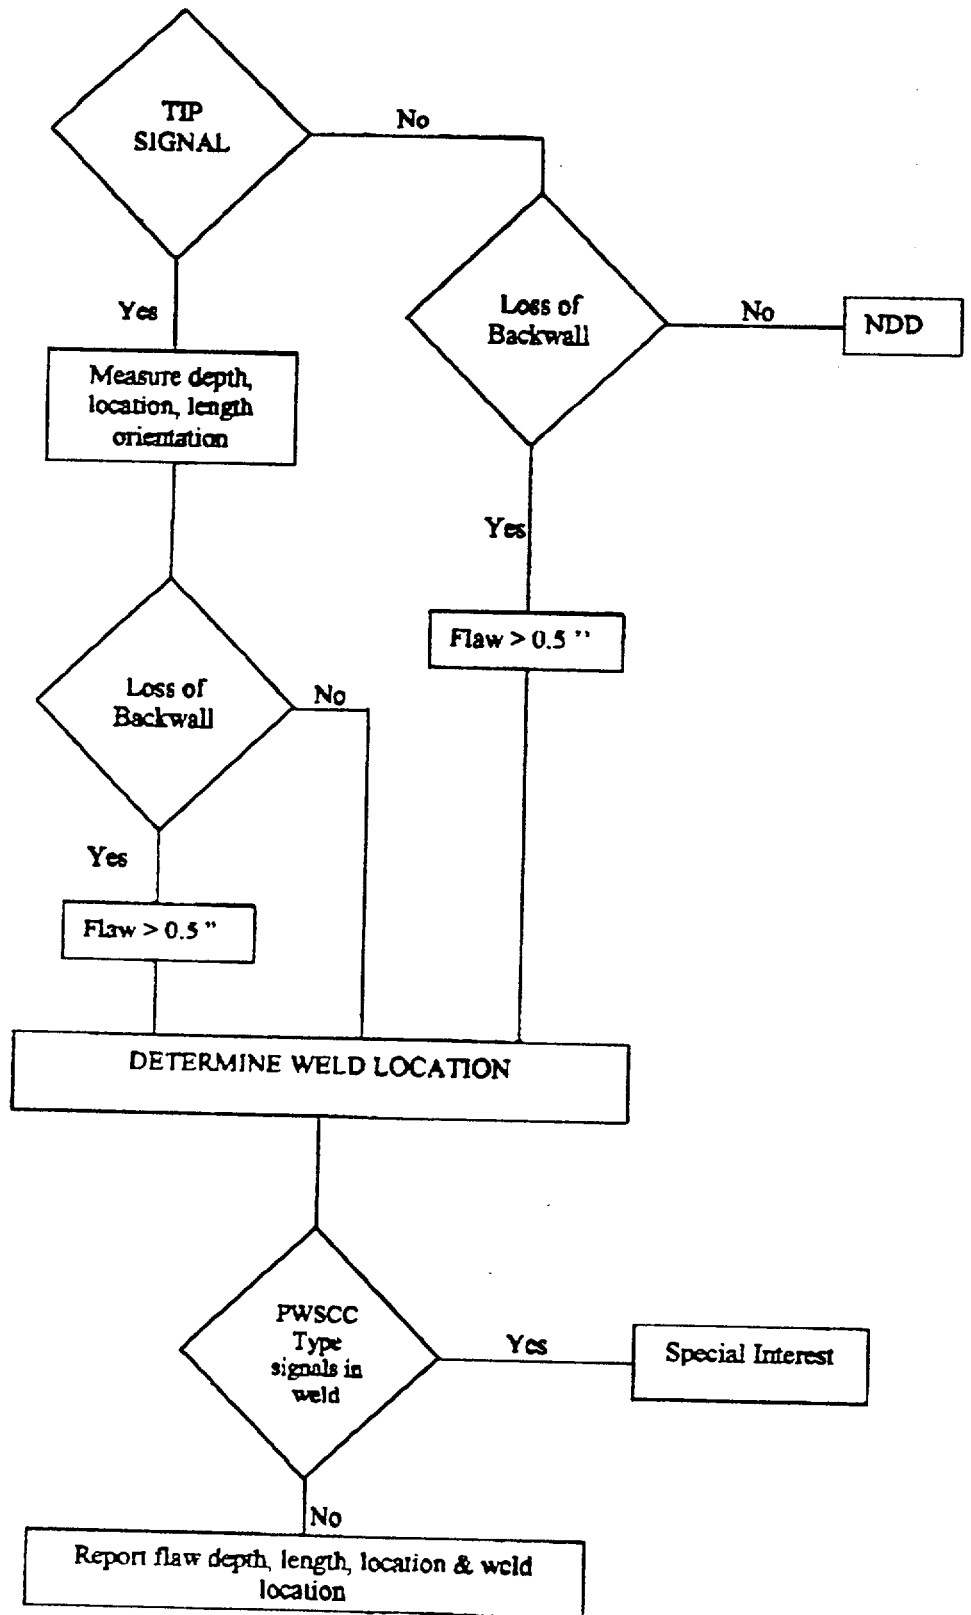 TIP
SIGNAL
No
Loss of
Backwall
No
NDD
Yes
Measure depth,
location, length
orientation
Yes
Flaw > 0.5 "
Loss of
Backwall
No
Yes
Flaw > 0.5 "
DETERMINE WELD LOCATION
PWSCC
Type
signals in
weld
Yes
Special Interest
No
Report flaw depth, length, location & weld
location